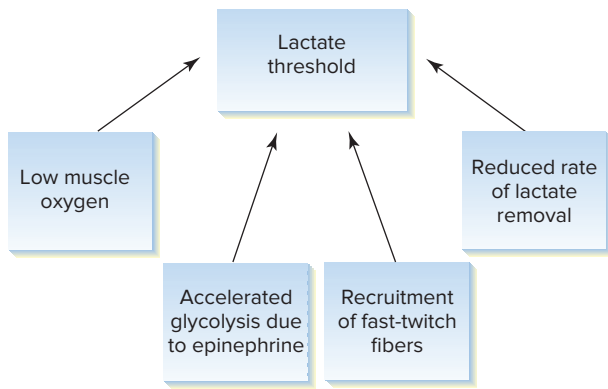 Lactate
threshold
Low muscle
oxygen
Reduced rate
of lactate
removal
Accelerated
glycolysis due
to epinephrine
Recruitment
of fast-twitch
fibers